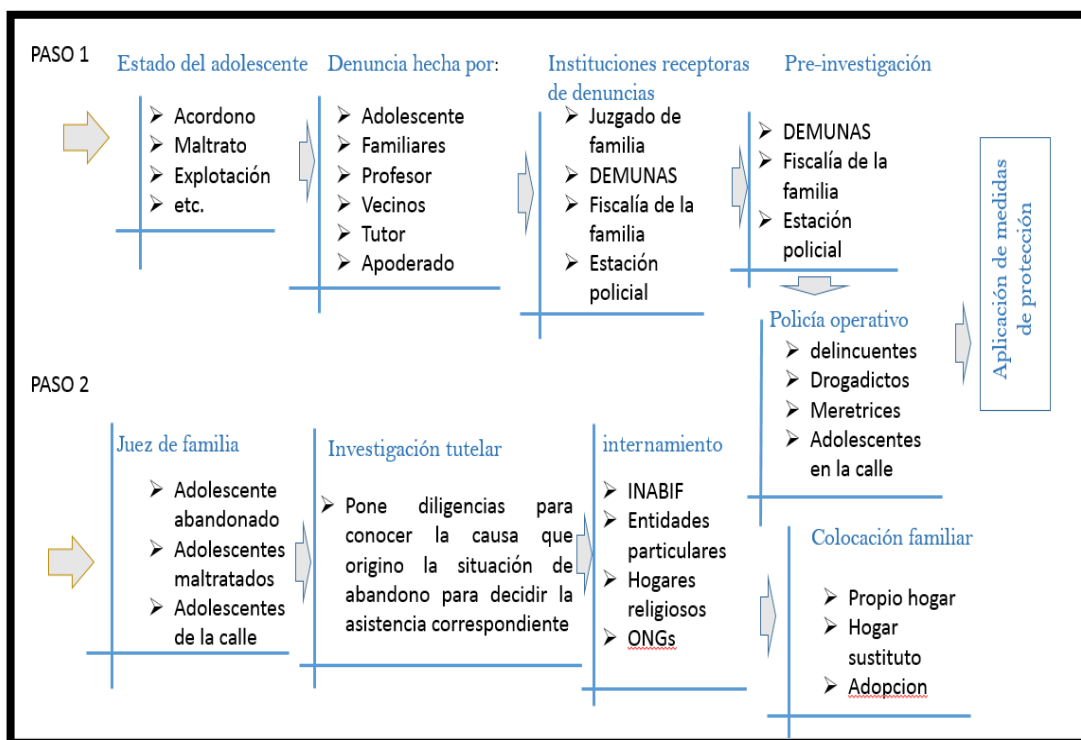 PASO 1
Estado del adolescente
Acordono
Maltrato
Explotación
etc.
Denuncia hecha por:
Adolescente
Familiares
Profesor
Vecinos
Tutor
Apoderado
Instituciones receptoras
de denuncias
Juzgado de
familia
DEMUNAS
Fiscalía de la
familia
Estación
policial
Pre-investigación
DEMUNAS
Fiscalía de la
familia
Estación
policial
Policía operativo
delincuentes
Drogadictos
Meretrices
Adolescentes
en la calle
Aplicación de medidas
de protección
PASO 2
Juez de familia
Adolescente
abandonado
Adolescentes
maltratados
Adolescentes
de la calle
Investigación tutelar
Pone diligencias para
conocer la causa que
origino la situación de
abandono para decidir la
asistencia correspondiente
internamiento
INABIF
Entidades
particulares
Hogares
religiosos
ONGs
Colocación familiar
Propio hogar
Hogar
sustituto
Adopcion